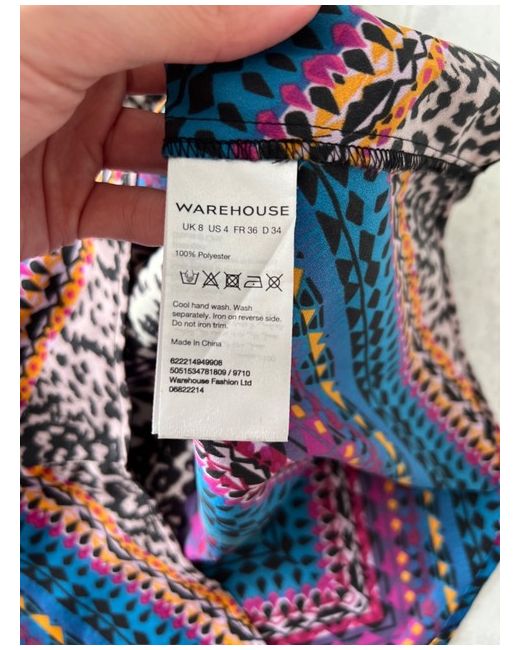 WAREHOUSE
UK 8 US 4 FR 36 D 34
100% Polyester
Cool hand wash. Wash
separately. Iron on reverse side.
Do not iron trim.
Made In China
622214949908
5051534781809 / 9710
Warehouse Fashion Ltd
06822214